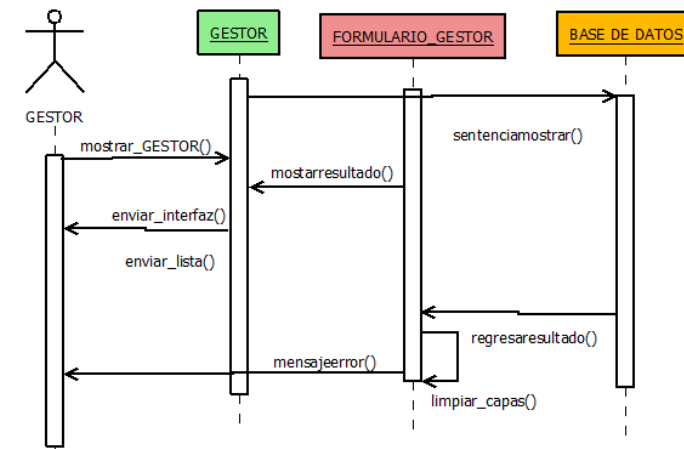 GESTOR
FORMULARIO_GESTOR
BASE DE DATOS
GESTOR
sentenciamostrar()
mostrar_GESTOR()
mostarresultado()
enviar_interfaz()
enviar_lista()
regresaresultado()
mensajeerror()
limpiar_capas()